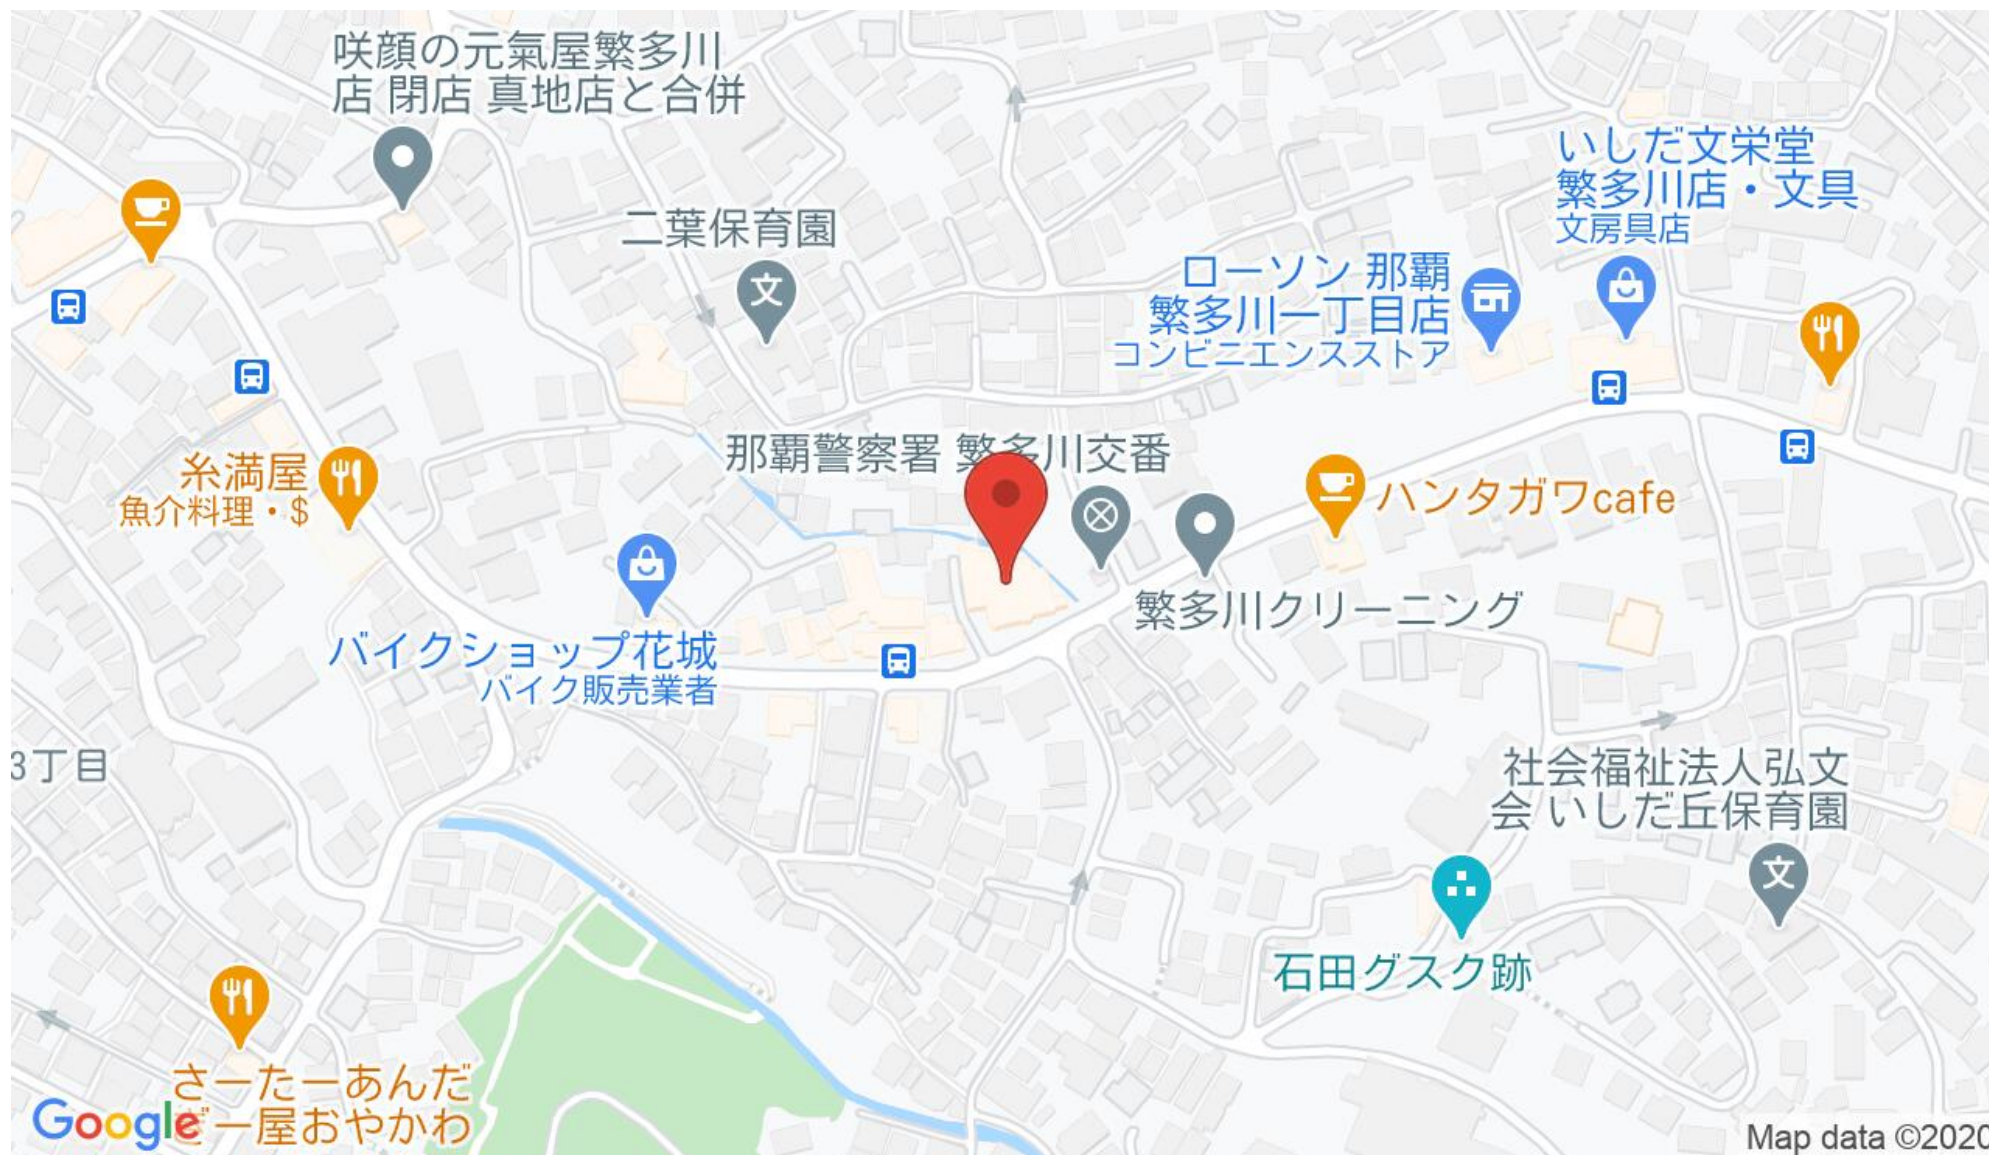 咲顔の元氣屋繁多川
店 閉店 真地店と合併
いしだ文栄堂
繁多川店・文具
文房具店
二葉保育園
文
ローソン 那覇
繁多川一丁目店
コンビニエンスストア
那覇警察署 繁多川交番
糸満屋
魚介料理・$
ハンタガワcafe
繁多川クリーニング
バイクショップ花城
バイク販売業者
3丁目
社会福祉法人弘文
会 いしだ丘保育園
文
石田グスク跡
さーたーあんだ
ぎー屋おやかわ
Google
Map data ©2020